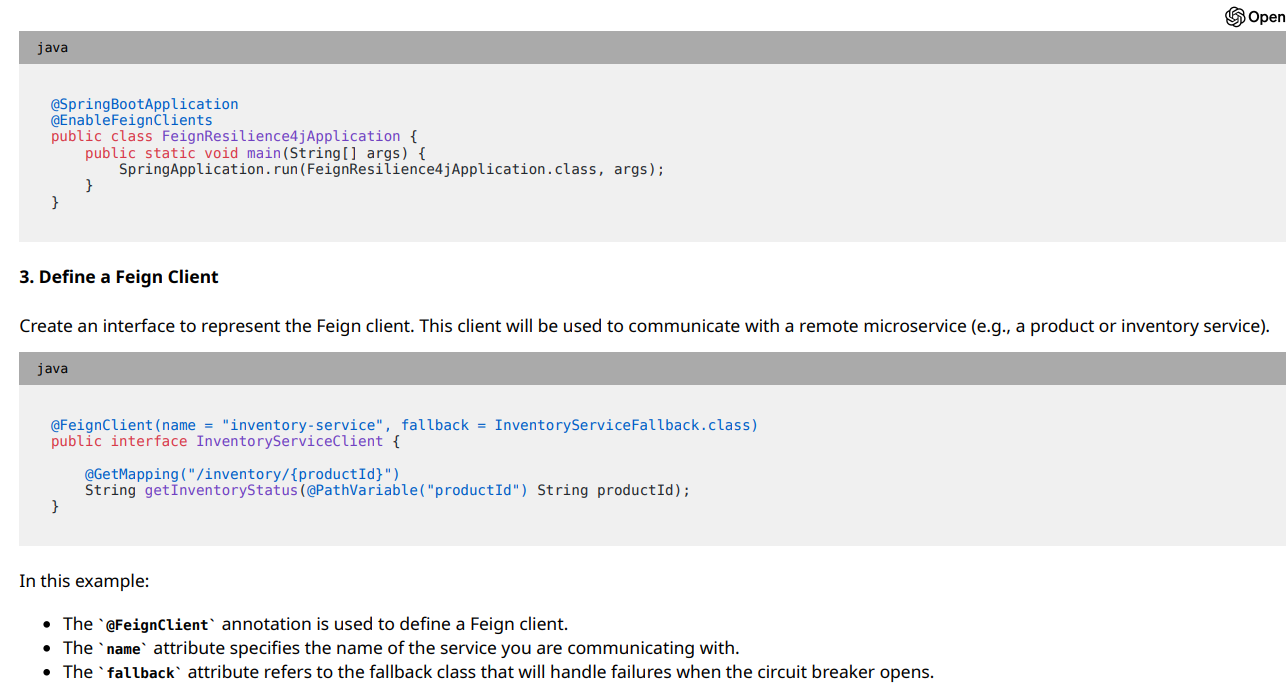 Open
java
@SpringBootApplication
@EnableFeignClients
public class FeignResilience4jApplication {
    public static void main(String[] args) {
        SpringApplication.run(FeignResilience4jApplication.class, args);
    }
}
3. Define a Feign Client
Create an interface to represent the Feign client. This client will be used to communicate with a remote microservice (e.g., a product or inventory service).
java
@FeignClient(name = "inventory-service", fallback = InventoryServiceFallback.class)
public interface InventoryServiceClient {
    @GetMapping("/inventory/{productId}")
    String getInventoryStatus(@PathVariable("productId") String productId);
}
In this example:
• The `@FeignClient` annotation is used to define a Feign client.
• The `name` attribute specifies the name of the service you are communicating with.
• The `fallback` attribute refers to the fallback class that will handle failures when the circuit breaker opens.